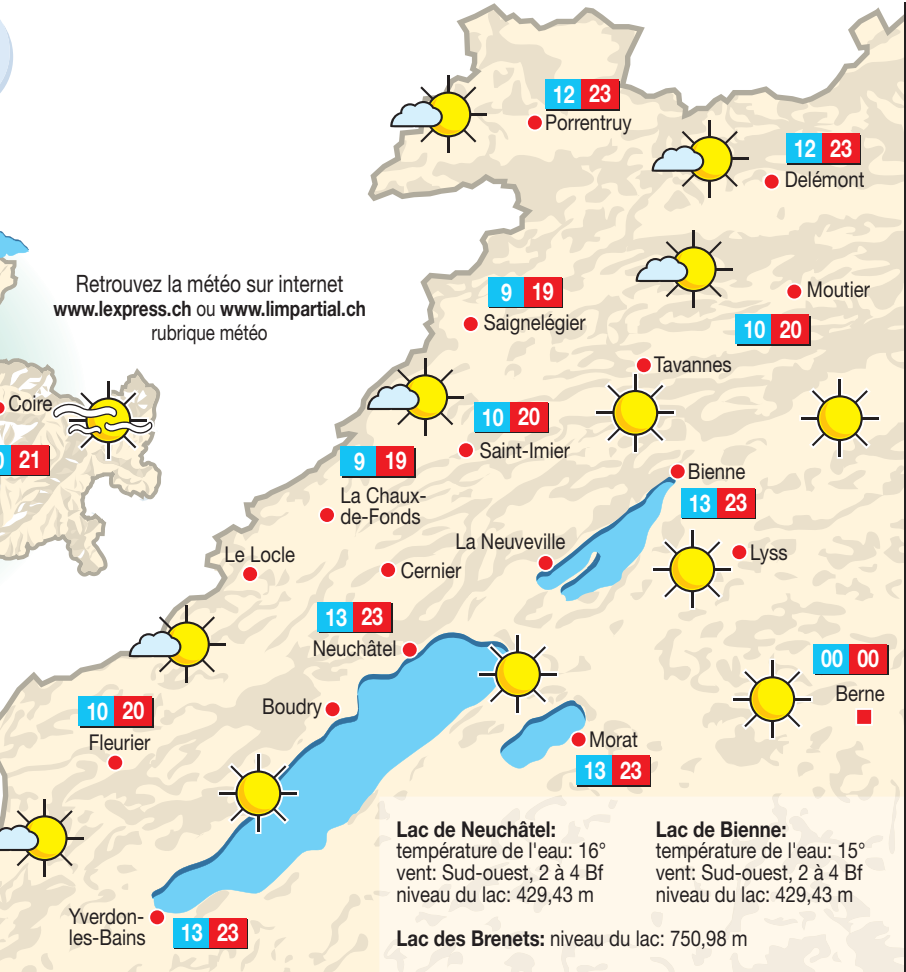 12 23
Porrentruy
12 23
Delémont
Retrouvez la météo sur internet
www.lexpress.ch ou www.limpartial.ch
rubrique météo
9 19
Saignelégier
Moutier
10 20
Tavannes
Coire
21
10 20
Saint-Imier
9 19
La Chaux-
de-Fonds
Bienne
13 23
Le Locle
Cernier
La Neuveville
Lyss
13 23
Neuchâtel
00 00
Berne
10 20
Fleurier
Boudry
Morat
13 23
Yverdon-
les-Bains
13 23
Lac de Neuchâtel:
température de l'eau: 16°
vent: Sud-ouest, 2 à 4 Bf
niveau du lac: 429,43 m
Lac de Bienne:
température de l'eau: 15°
vent: Sud-ouest, 2 à 4 Bf
niveau du lac: 429,43 m
Lac des Brenets: niveau du lac: 750,98 m